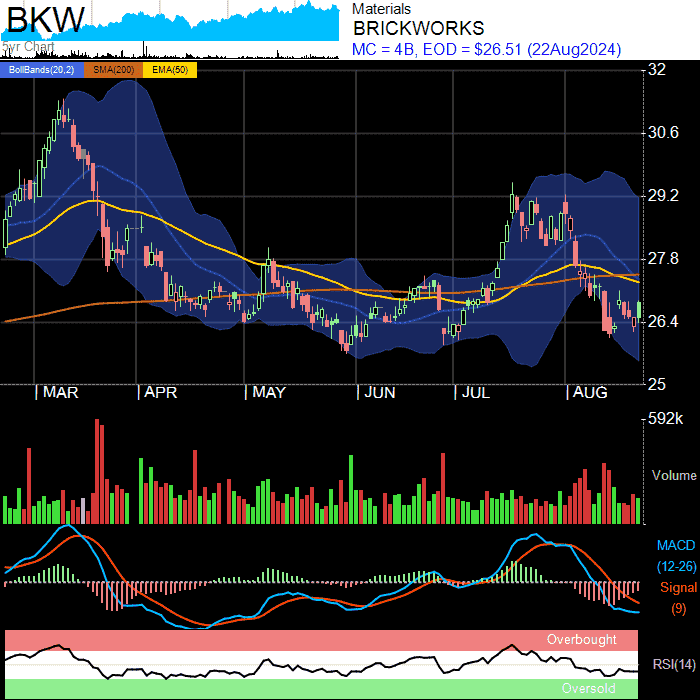 BKW
5yr Chart
Materials
BRICKWORKS
MC = 4B, EOD = $26.51 (22Aug2024)
BollBands(20,2) SMA(200) EMA(50)
32
30.6
29.2
27.8
26.4
25
| MAR | APR | MAY | JUN | JUL | AUG
592k
Volume
MACD
(12-26)
Signal
(9)
Overbought
RSI(14)
Oversold